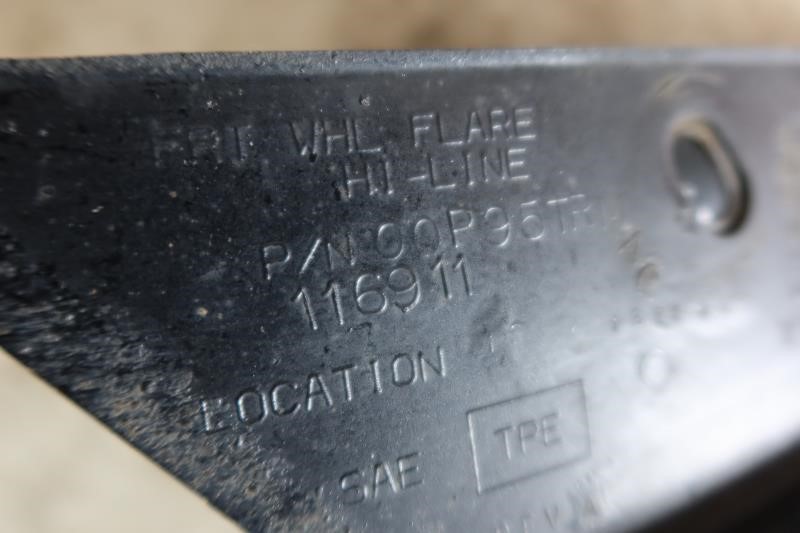 FRT WHL FLARE
HI-LINE
P/N 00P95TR
116911
LOCATION
SAE TPE